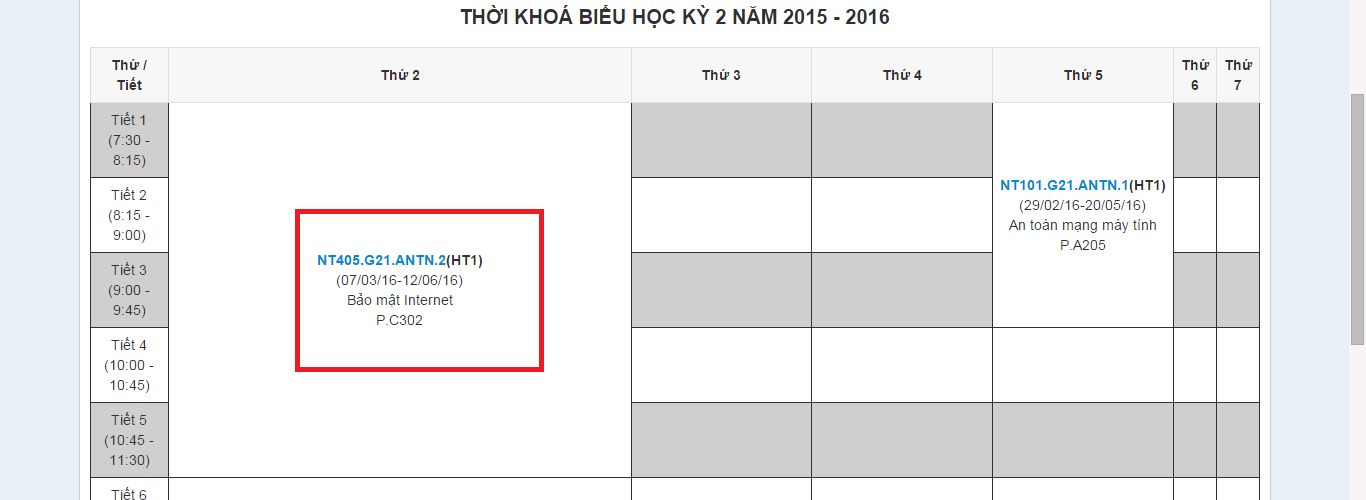 THỜI KHOÁ BIỂU HỌC KỲ 2 NĂM 2015 - 2016
Thứ /
Tiết
Thứ 2
Thứ 3
Thứ 4
Thứ 5
Thứ
6
Thứ
7
Tiết 1
(7:30 -
8:15)
Tiết 2
(8:15 -
9:00)
Tiết 3
(9:00 -
9:45)
Tiết 4
(10:00 -
10:45)
Tiết 5
(10:45 -
11:30)
Tiết 6
NT405.G21.ANTN.2(HT1)
(07/03/16-12/06/16)
Bảo mật Internet
P.C302
NT101.G21.ANTN.1(HT1)
(29/02/16-20/05/16)
An toàn mạng máy tính
P.A205